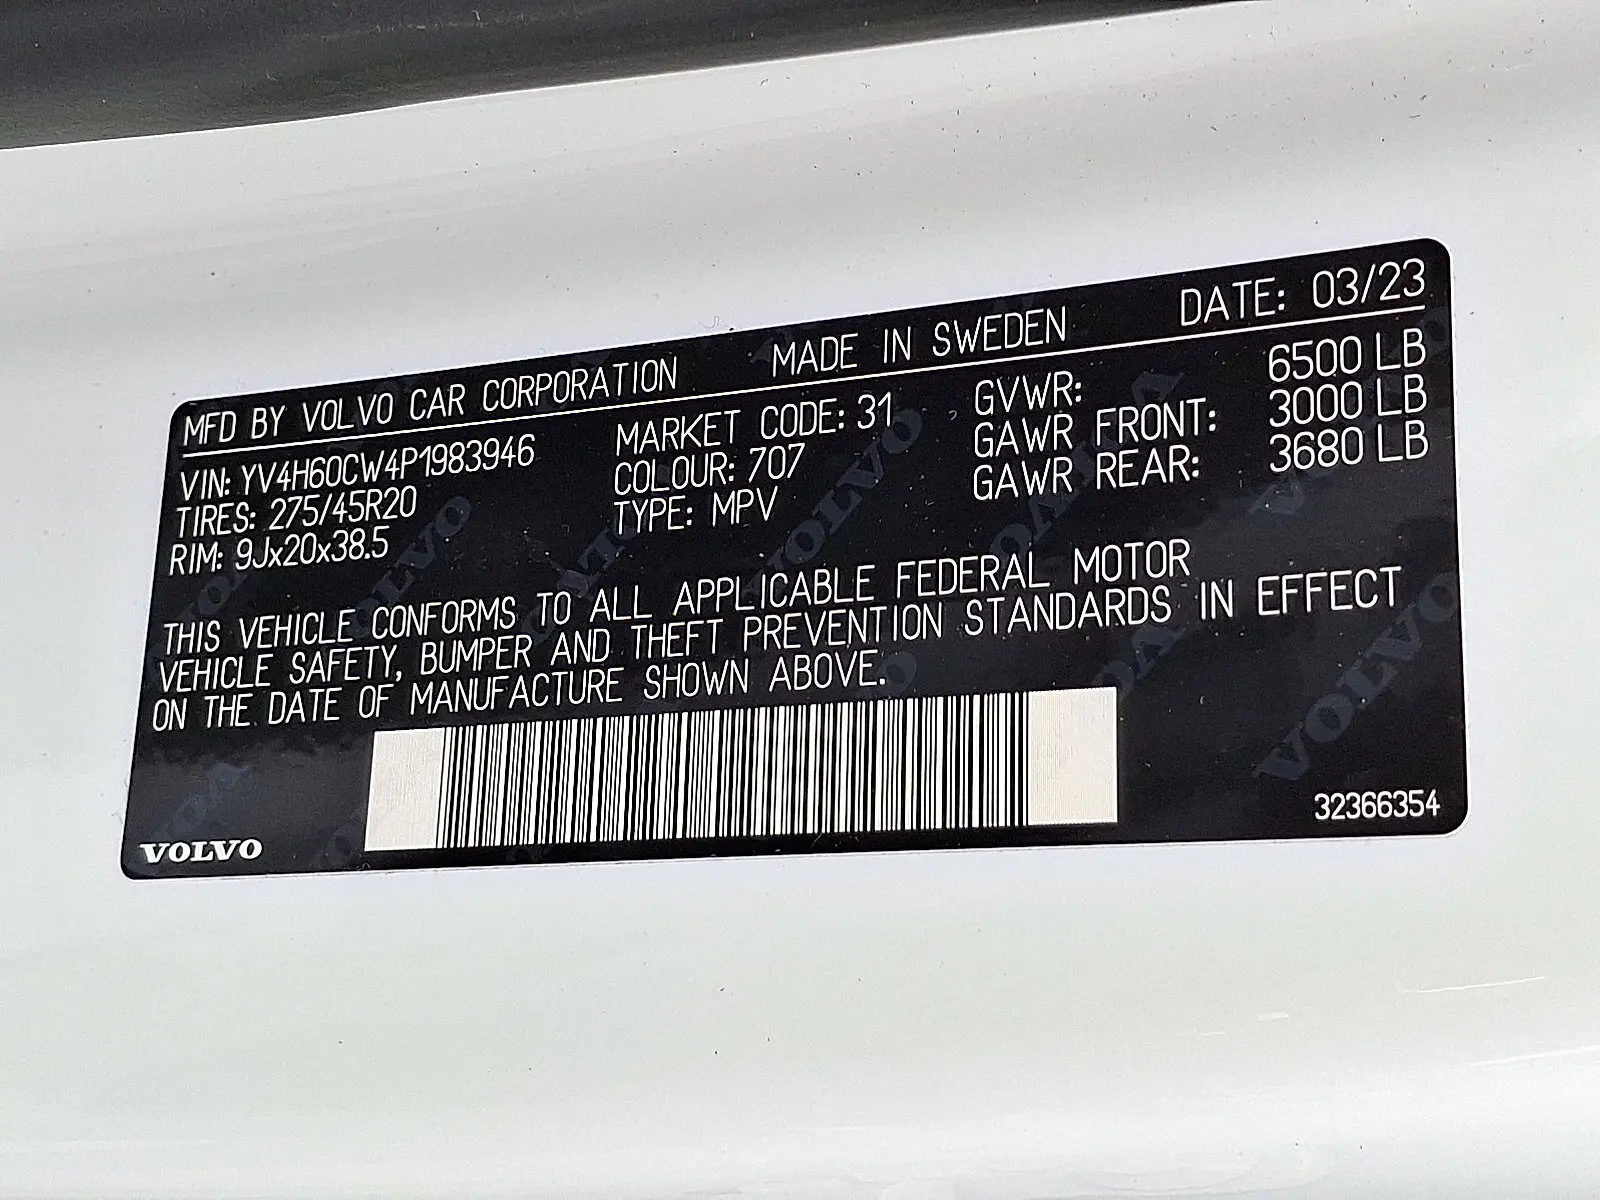 MFD BY VOLVO CAR CORPORATION MADE IN SWEDEN DATE: 03/23
VIN: YV4H60CW4P1983946 MARKET CODE: 31 GVWR: 6500 LB
TIRES: 275/45R20 COLOUR: 707 GAWR FRONT: 3000 LB
RIM: 9Jx20x38.5 TYPE: MPV GAWR REAR: 3680 LB
THIS VEHICLE CONFORMS TO ALL APPLICABLE FEDERAL MOTOR
VEHICLE SAFETY, BUMPER AND THEFT PREVENTION STANDARDS IN EFFECT
ON THE DATE OF MANUFACTURE SHOWN ABOVE.
VOLVO 32366354